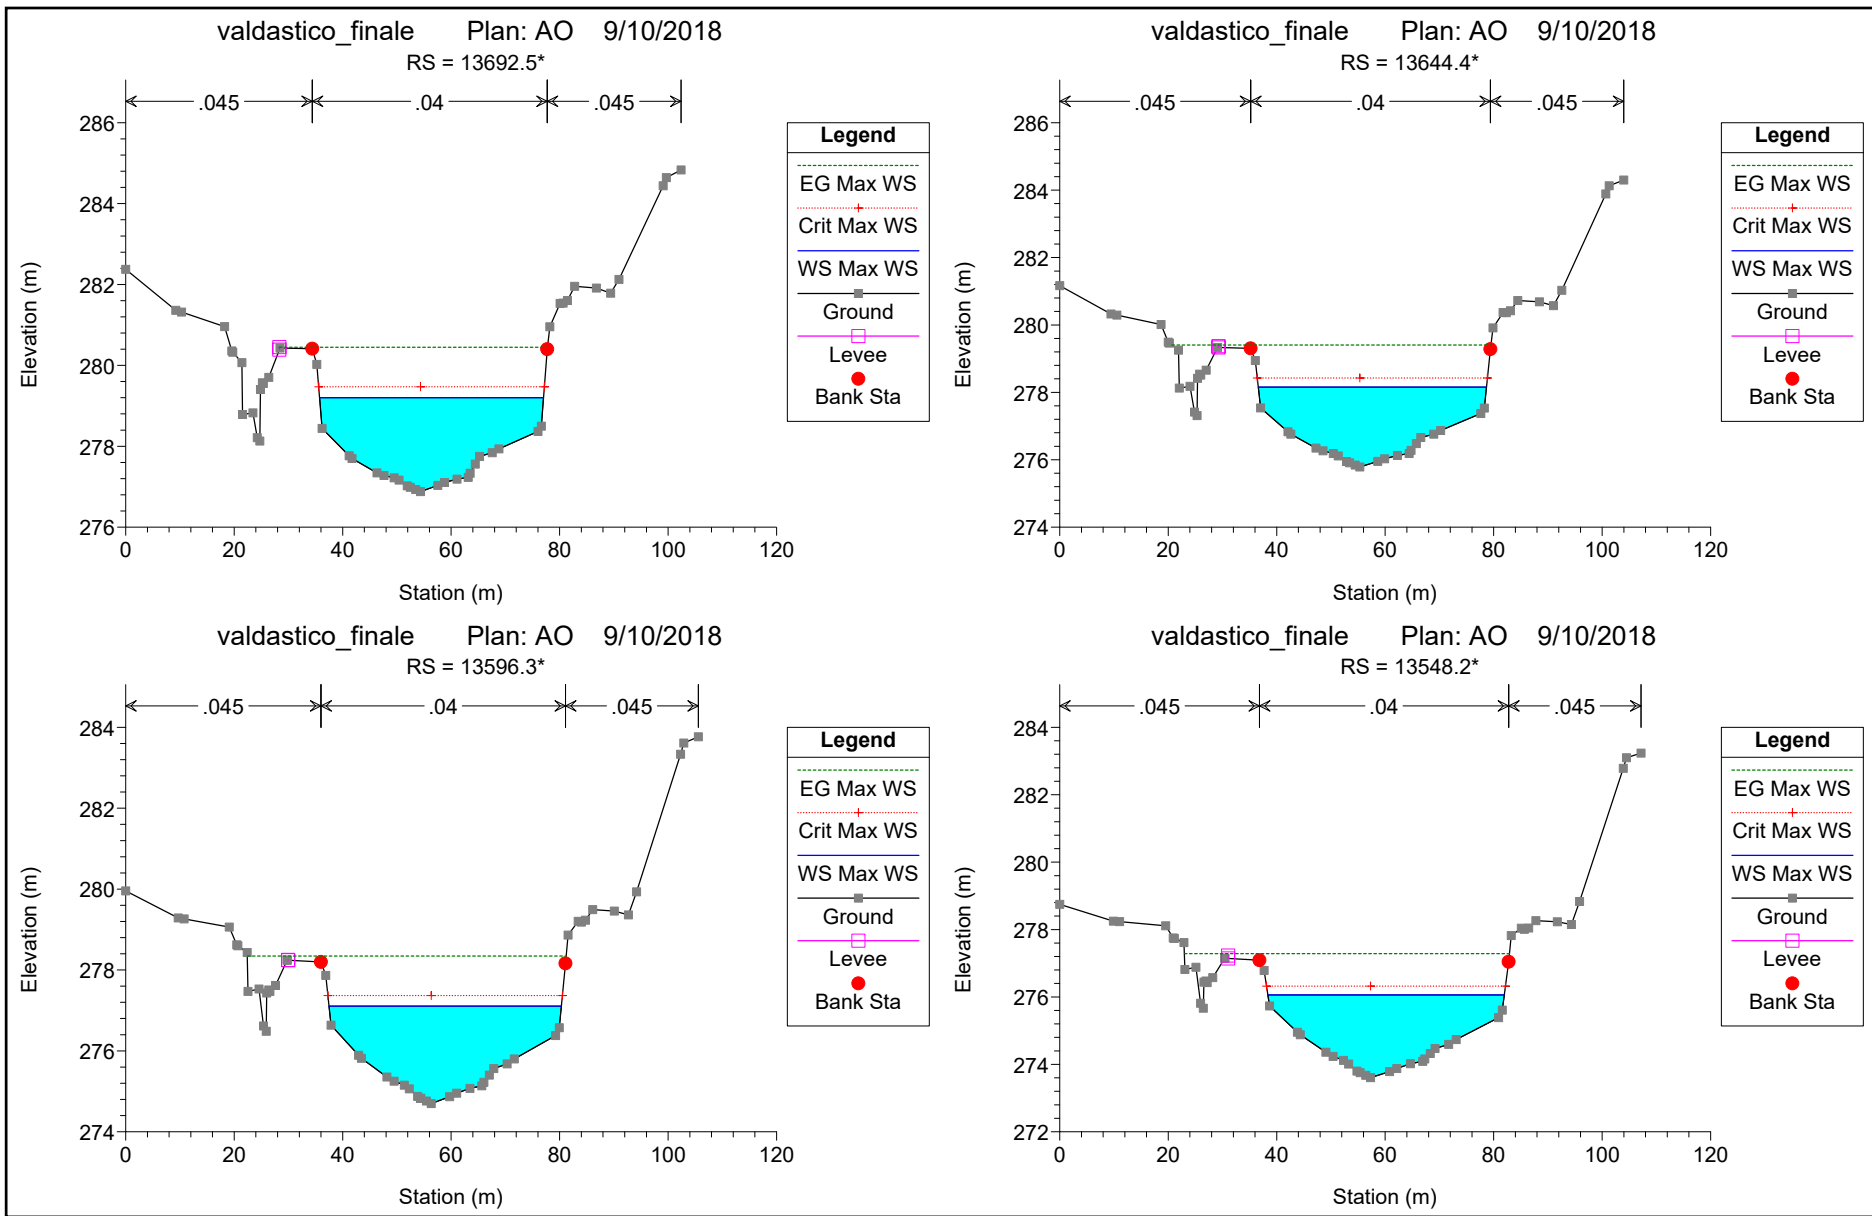 valdastico_finale Plan: AO 9/10/2018
RS = 13692.5*
.045 .04 .045
286
284
282
280
278
276
0 20 40 60 80 100 120
Elevation (m)
Station (m)
Legend
EG Max WS
Crit Max WS
WS Max WS
Ground
Levee
Bank Sta
valdastico_finale Plan: AO 9/10/2018
RS = 13644.4*
.045 .04 .045
286
284
282
280
278
276
274
0 20 40 60 80 100 120
Elevation (m)
Station (m)
Legend
EG Max WS
Crit Max WS
WS Max WS
Ground
Levee
Bank Sta
valdastico_finale Plan: AO 9/10/2018
RS = 13596.3*
.045 .04 .045
284
282
280
278
276
274
0 20 40 60 80 100 120
Elevation (m)
Station (m)
Legend
EG Max WS
Crit Max WS
WS Max WS
Ground
Levee
Bank Sta
valdastico_finale Plan: AO 9/10/2018
RS = 13548.2*
.045 .04 .045
284
282
280
278
276
274
272
0 20 40 60 80 100 120
Elevation (m)
Station (m)
Legend
EG Max WS
Crit Max WS
WS Max WS
Ground
Levee
Bank Sta